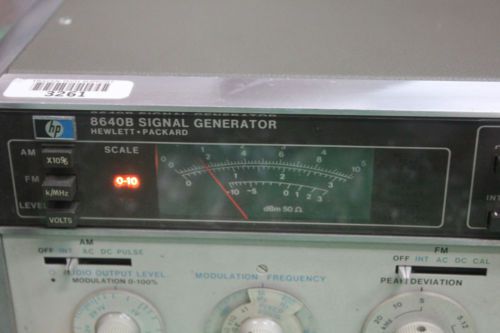 3261
hp
8640B SIGNAL GENERATOR
HEWLETT • PACKARD
AM
X10%
FM
k/MHz
LEVEL
VOLTS
SCALE
0-10
0 2 4 6 8 10
0 1 2 3
-10 -5 0 1 2 3
dBm 50 Ω
AM
OFF INT AC DC PULSE
AUDIO OUTPUT LEVEL
MODULATION 0-100%
MODULATION FREQUENCY
FM
OFF INT AC DC CAL
PEAK DEVIATION